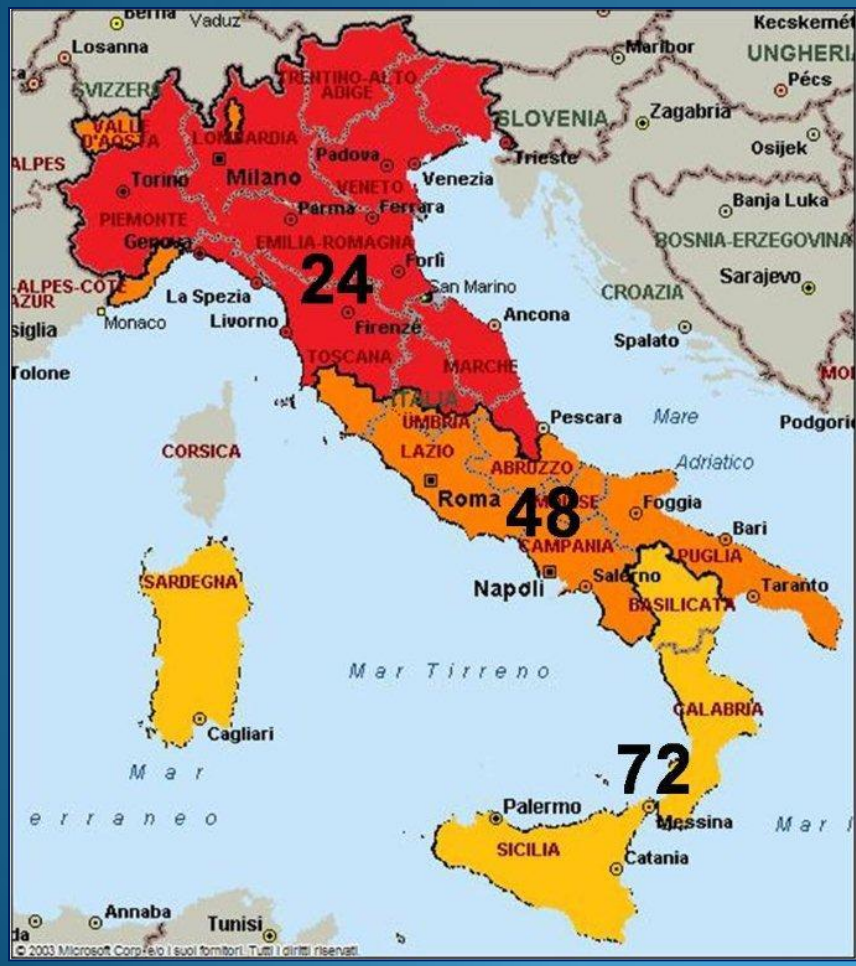 Berna
Vaduz
Kecskemét
Losanna
Maribor
UNGHERIA
SVIZZERA
TRENTINO-ALTO
ADIGE
Pécs
SLOVENIA
VALLE
D'AOSTA
LOMBARDIA
Zagabria
Padova
Trieste
Osijek
ALPES
Milano
Venezia
Torino
VENETO
Banja Luka
PIEMONTE
Parma
Ferrara
Genova
EMILIA-ROMAGNA
BOSNIA-ERZEGOVINA
Forlì
24
-ALPES-CÔTE
AZUR
La Spezia
San Marino
Sarajevo
CROAZIA
Monaco
Livorno
Firenze
Ancona
siglia
Spalato
TOSCANA
MARCHE
Tolone
ITALIA
Pescara
Mare
UMBRIA
Podgoric
CORSICA
LAZIO
ABRUZZO
Adriatico
Roma
MOLISE
48
Foggia
Bari
CAMPANIA
PUGLIA
SARDEGNA
Salerno
Napoli
Taranto
BASILICATA
Mar Tirreno
CALABRIA
Cagliari
72
Mar
Palermo
erraneo
Messina
Mar I
SICILIA
Catania
Annaba
Tunisi
© 2003 Microsoft Corp. e/o i suoi fornitori. Tutti i diritti riservati.